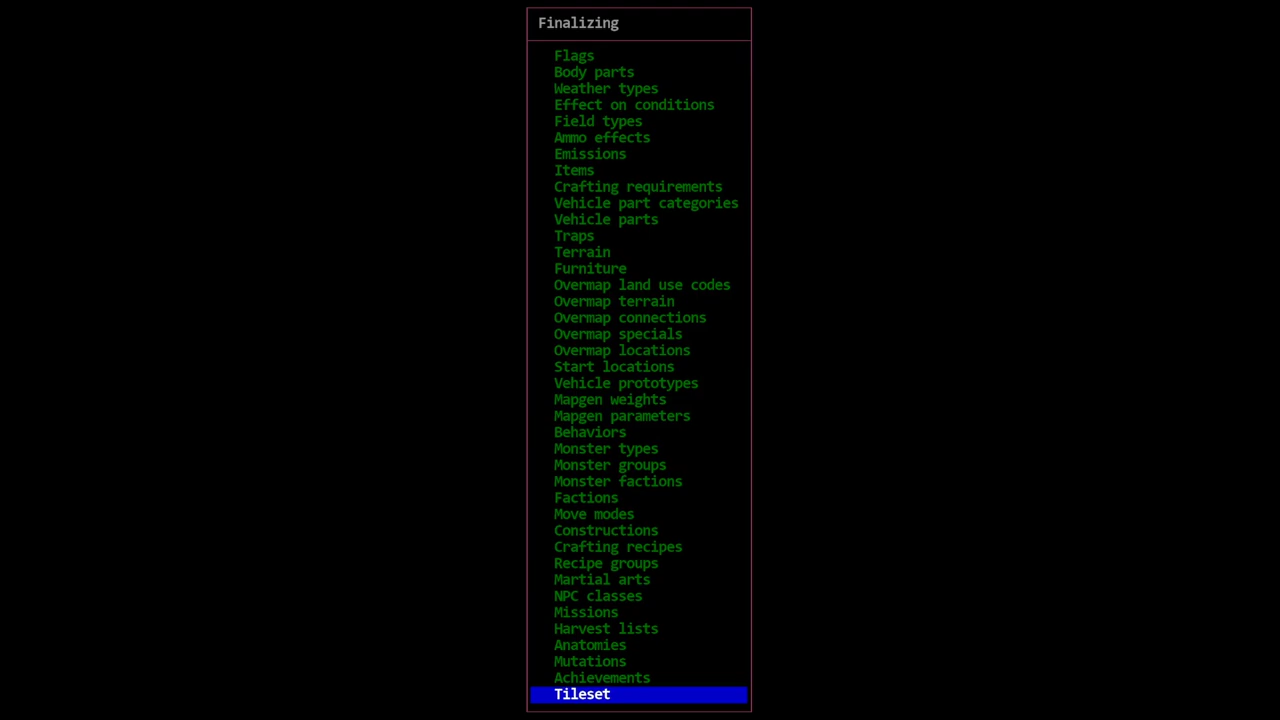 Finalizing
Flags
Body parts
Weather types
Effect on conditions
Field types
Ammo effects
Emissions
Items
Crafting requirements
Vehicle part categories
Vehicle parts
Traps
Terrain
Furniture
Overmap land use codes
Overmap terrain
Overmap connections
Overmap specials
Overmap locations
Start locations
Vehicle prototypes
Mapgen weights
Mapgen parameters
Behaviors
Monster types
Monster groups
Monster factions
Factions
Move modes
Constructions
Crafting recipes
Recipe groups
Martial arts
NPC classes
Missions
Harvest lists
Anatomies
Mutations
Achievements
Tileset